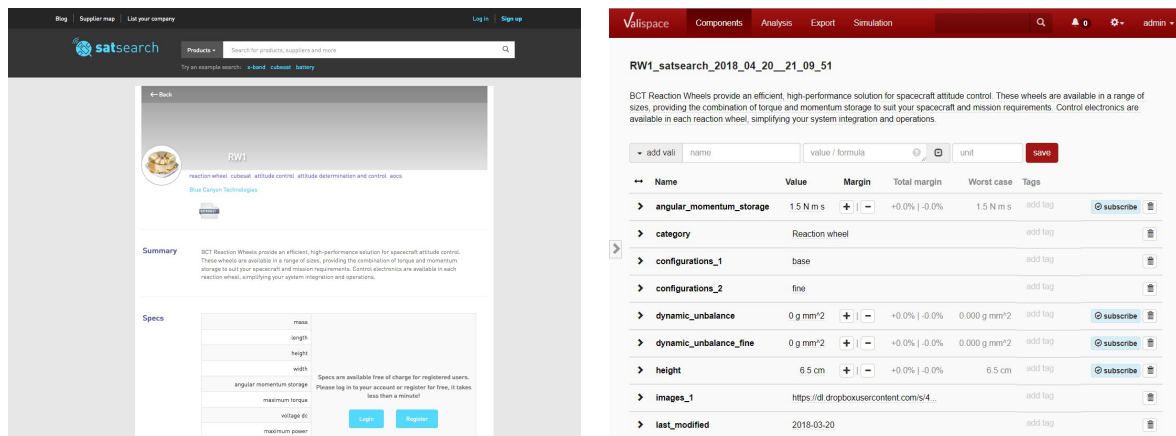 Blog Supplier map List your company Log in Sign up
satsearch
Products Search for products, suppliers and more
Try an example search: x-band cubesat battery
← Back
RW1
reaction wheel cubesat attitude control attitude determination and control aocs
Blue Canyon Technologies
Summary
BCT Reaction Wheels provide an efficient, high-performance solution for spacecraft attitude control.
These wheels are available in a range of sizes, providing the combination of torque and momentum
storage to suit your spacecraft and mission requirements. Control electronics are available in each
reaction wheel, simplifying your system integration and operations.
Specs
mass
length
height
width
angular momentum storage
maximum torque
voltage dc
maximum power
Specs are available free of charge for registered users.
Please log in to your account or register for free, it takes
less than a minute!
Login Register
Valispace Components Analysis Export Simulation 0 admin
RW1_satsearch_2018_04_20__21_09_51
BCT Reaction Wheels provide an efficient, high-performance solution for spacecraft attitude control. These wheels are available in a range of
sizes, providing the combination of torque and momentum storage to suit your spacecraft and mission requirements. Control electronics are
available in each reaction wheel, simplifying your system integration and operations.
add vali name value / formula unit save
Name Value Margin Total margin Worst case Tags
angular_momentum_storage 1.5 N m s + | − +0.0% | -0.0% 1.5 N m s add tag subscribe
category Reaction wheel add tag
configurations_1 base add tag
configurations_2 fine add tag
dynamic_unbalance 0 g mm^2 + | − +0.0% | -0.0% 0.000 g mm^2 add tag subscribe
dynamic_unbalance_fine 0 g mm^2 + | − +0.0% | -0.0% 0.000 g mm^2 add tag subscribe
height 6.5 cm + | − +0.0% | -0.0% 6.5 cm add tag subscribe
images_1 https://dl.dropboxusercontent.com/s/4... add tag
last_modified 2018-03-20 add tag